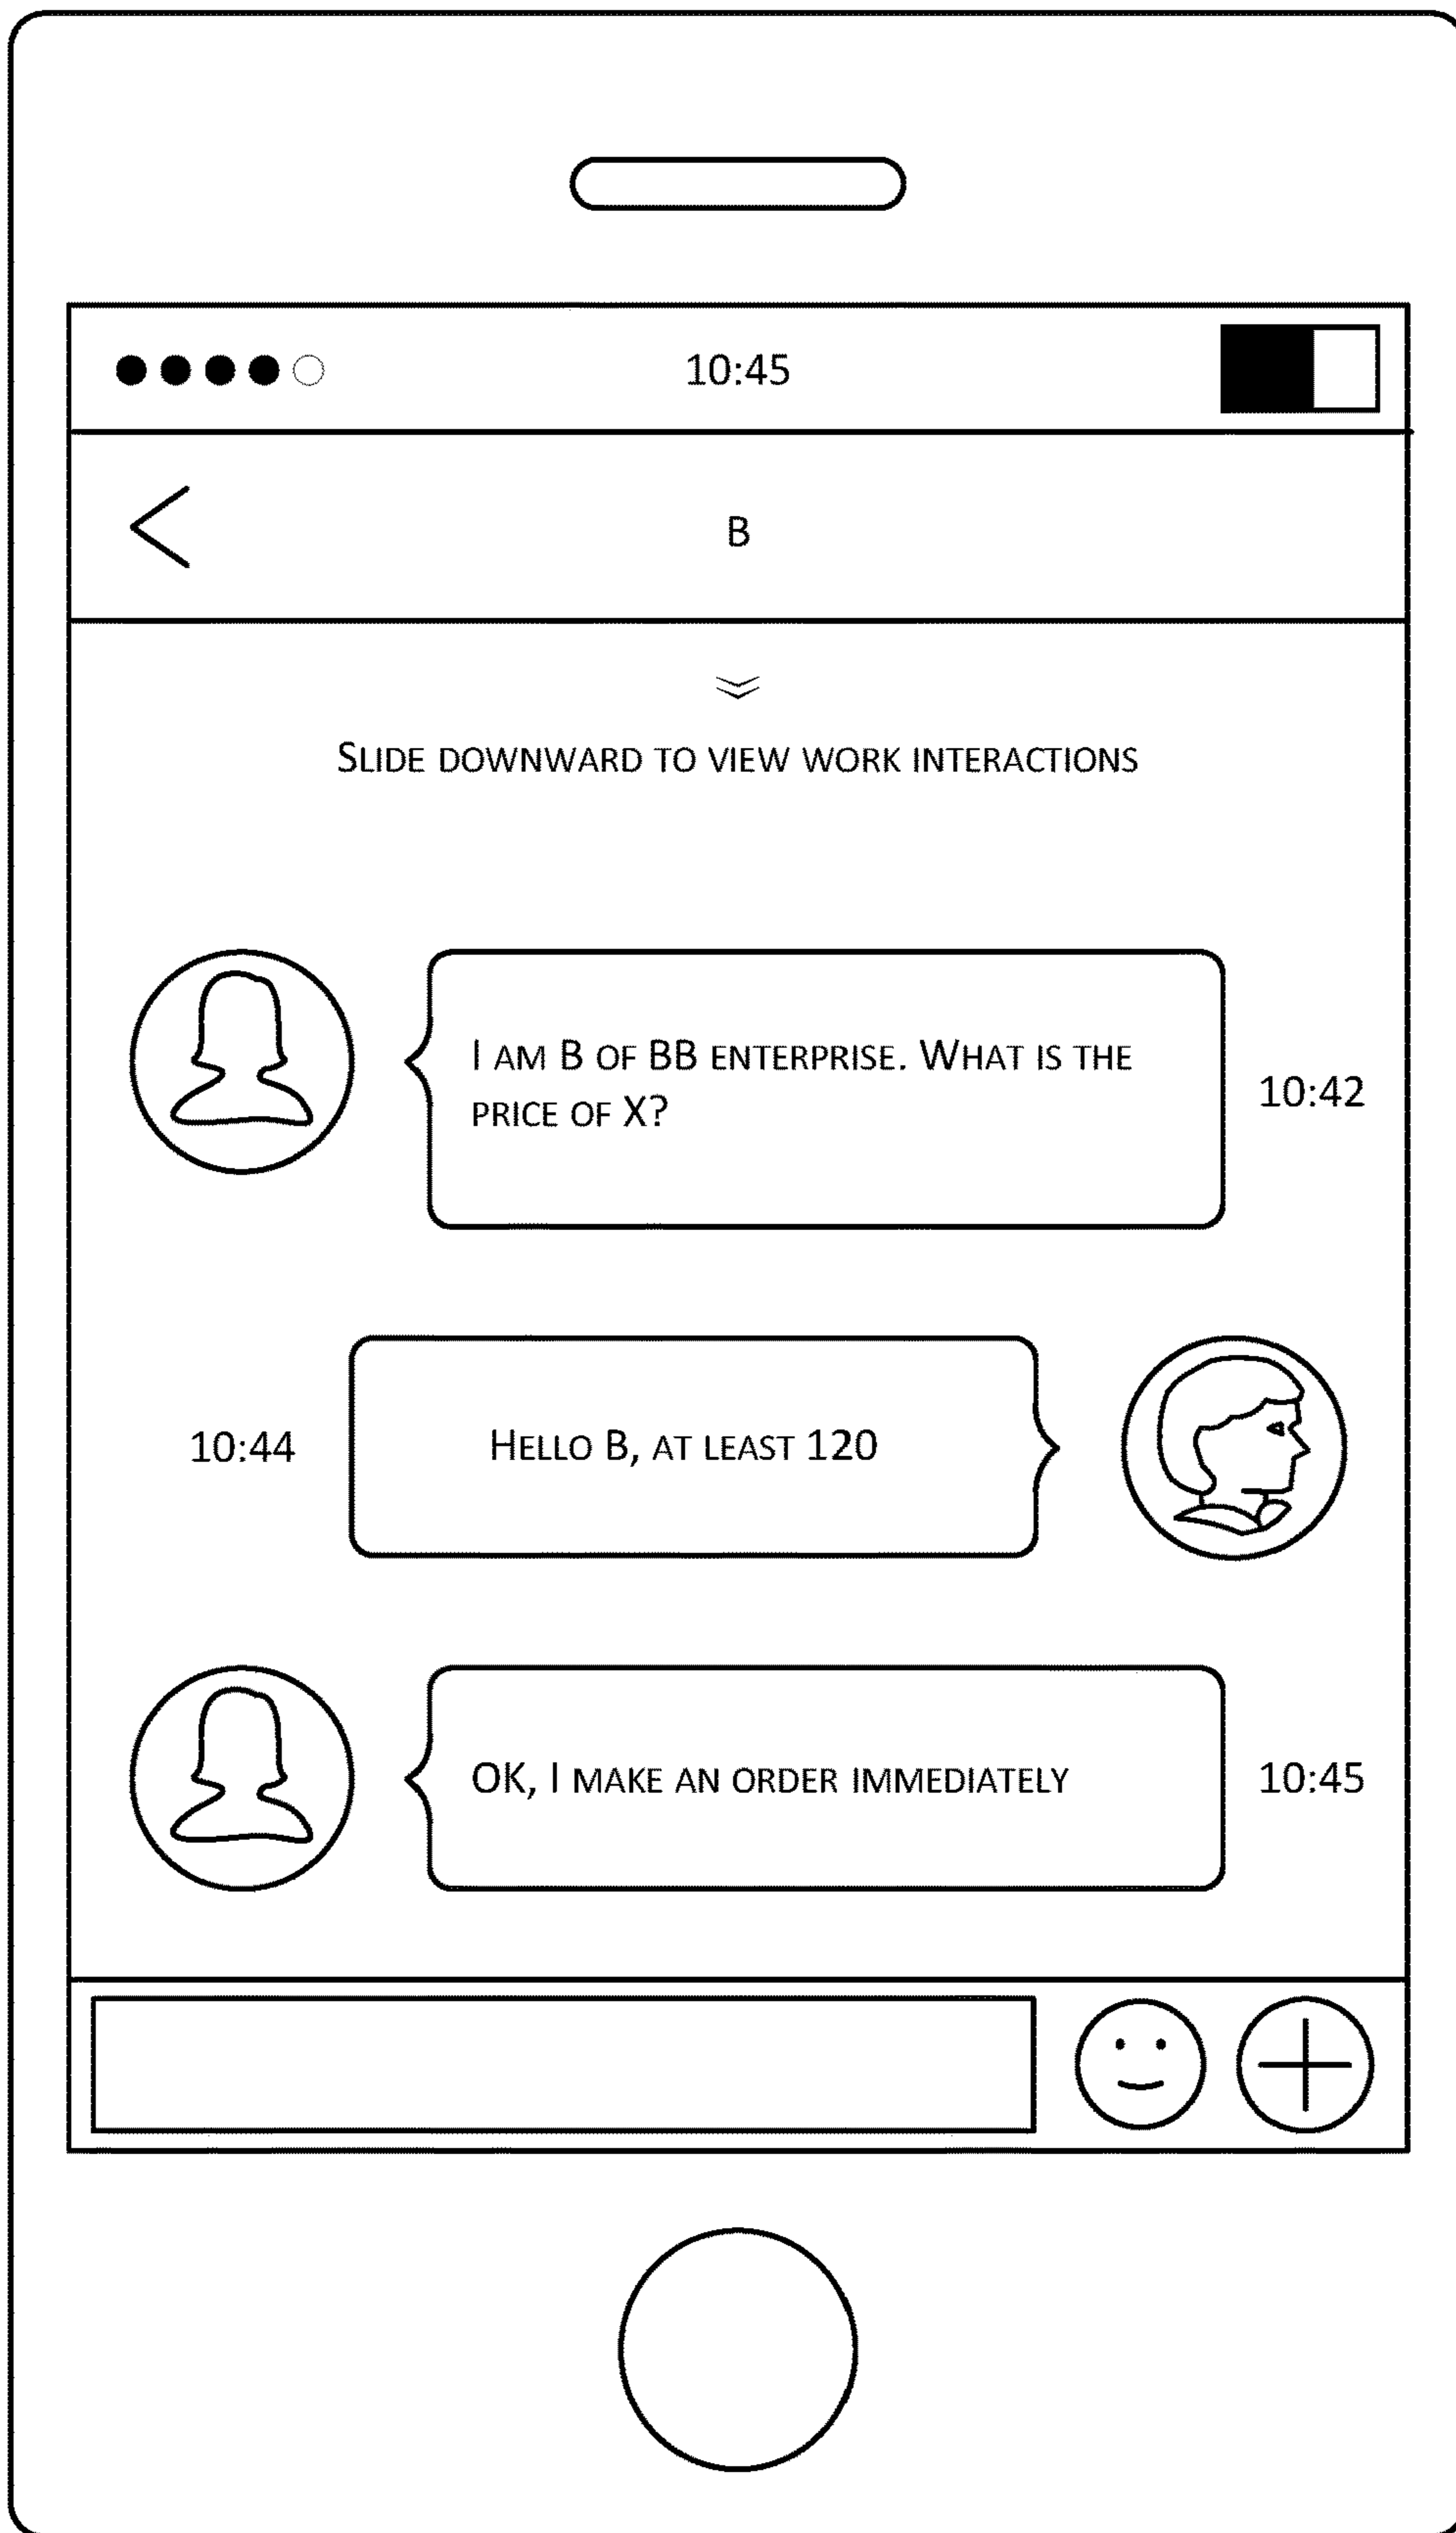 10:45
B
Slide downward to view work interactions
I am B of BB enterprise. What is the
price of X?
10:42
10:44
Hello B, at least 120
OK, I make an order immediately
10:45